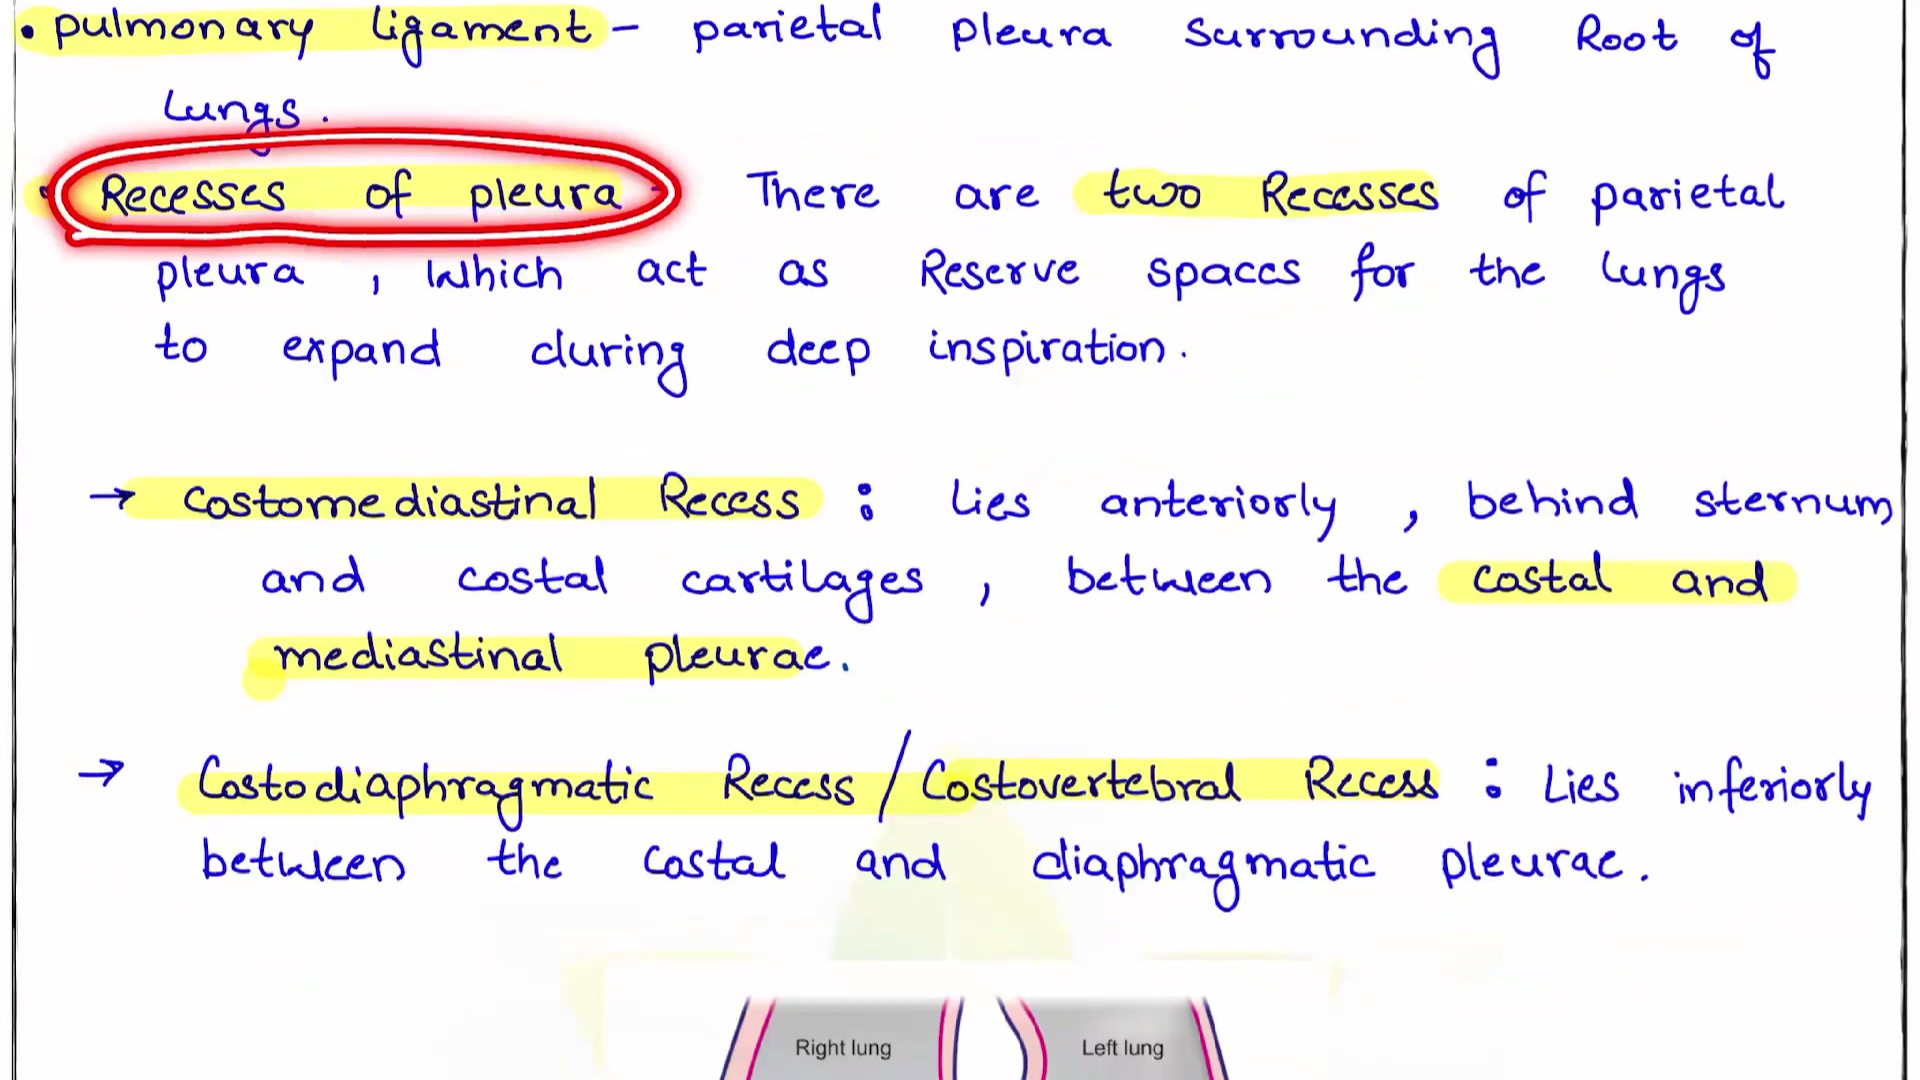 • pulmonary ligament - parietal pleura surrounding Root of
Lungs.
• Recesses of pleura - There are two Recesses of parietal
pleura, which act as Reserve spaces for the lungs
to expand during deep inspiration.
→ Costomediastinal Recess : Lies anteriorly, behind sternum
and costal cartilages, between the costal and
mediastinal pleurae.
→ Costodiaphragmatic Recess / Costovertebral Recess : Lies inferiorly
between the costal and diaphragmatic pleurae.
Right lung Left lung